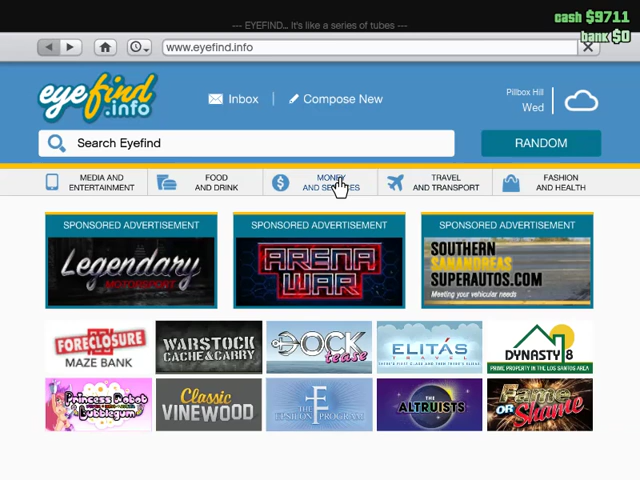 --- EYEFIND... It's like a series of tubes ---
cash $9711
bank $0
www.eyefind.info
eyefind
.info
Inbox
Compose New
Pillbox Hill
Wed
Search Eyefind
RANDOM
MEDIA AND
ENTERTAINMENT
FOOD
AND DRINK
MONEY
AND SERVICES
TRAVEL
AND TRANSPORT
FASHION
AND HEALTH
SPONSORED ADVERTISEMENT
Legendary
MOTORSPORT
SPONSORED ADVERTISEMENT
ARENA
WAR
SPONSORED ADVERTISEMENT
SOUTHERN
SANANDREAS
SUPERAUTOS.COM
Meeting your vehicular needs
FORECLOSURE
MAZE BANK
WARSTOCK
CACHE & CARRY
DOCK
tease
ELITÁS
TRAVEL
DYNASTY 8
PRIME PROPERTY IN THE LOS SANTOS AREA
Princess Robot
Bubblegum
Classic
VINEWOOD
THE
EPSILON PROGRAM
THE
ALTRUISTS
Fame
OR Shame